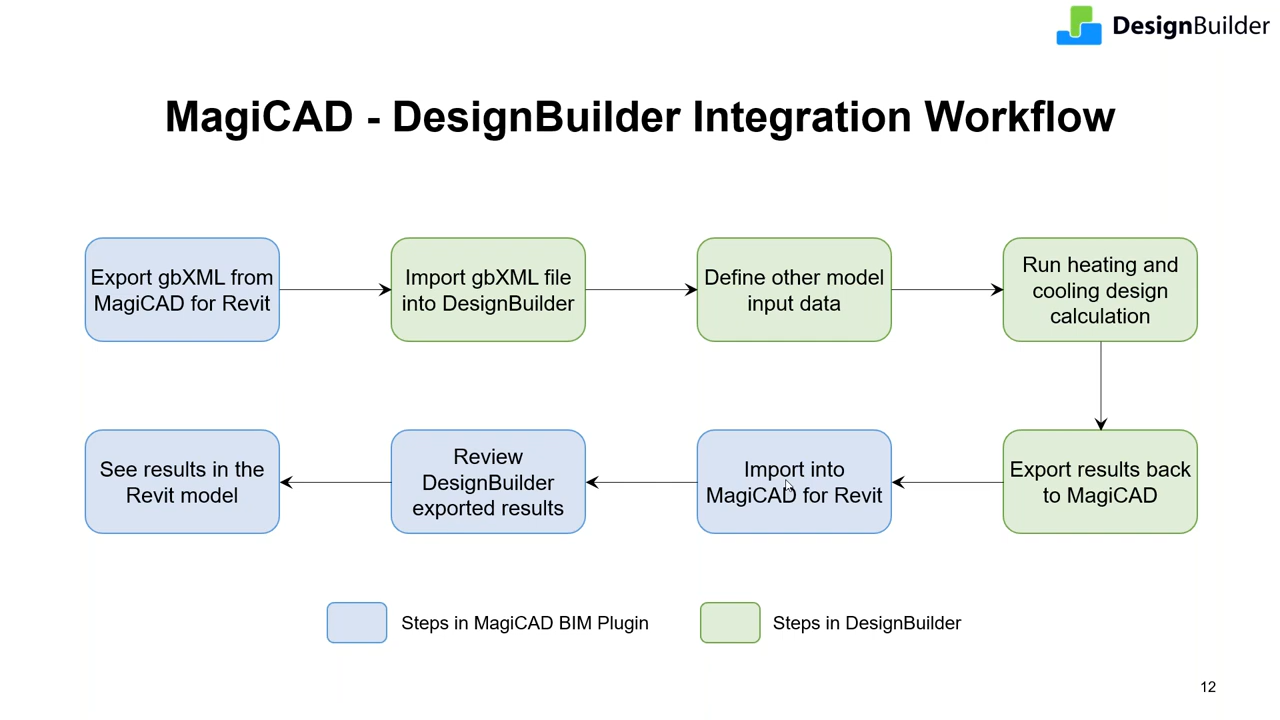 DesignBuilder
MagiCAD - DesignBuilder Integration Workflow
Export gbXML from
MagiCAD for Revit
Import gbXML file
into DesignBuilder
Define other model
input data
Run heating and
cooling design
calculation
See results in the
Revit model
Review
DesignBuilder
exported results
Import into
MagiCAD for Revit
Export results back
to MagiCAD
Steps in MagiCAD BIM Plugin
Steps in DesignBuilder
12